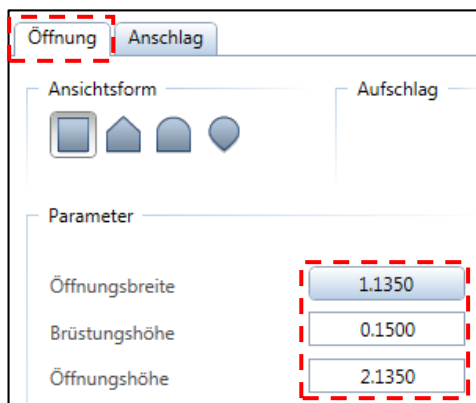 Öffnung Anschlag
Ansichtsform Aufschlag
Parameter
Öffnungsbreite 1.1350
Brüstungshöhe 0.1500
Öffnungshöhe 2.1350